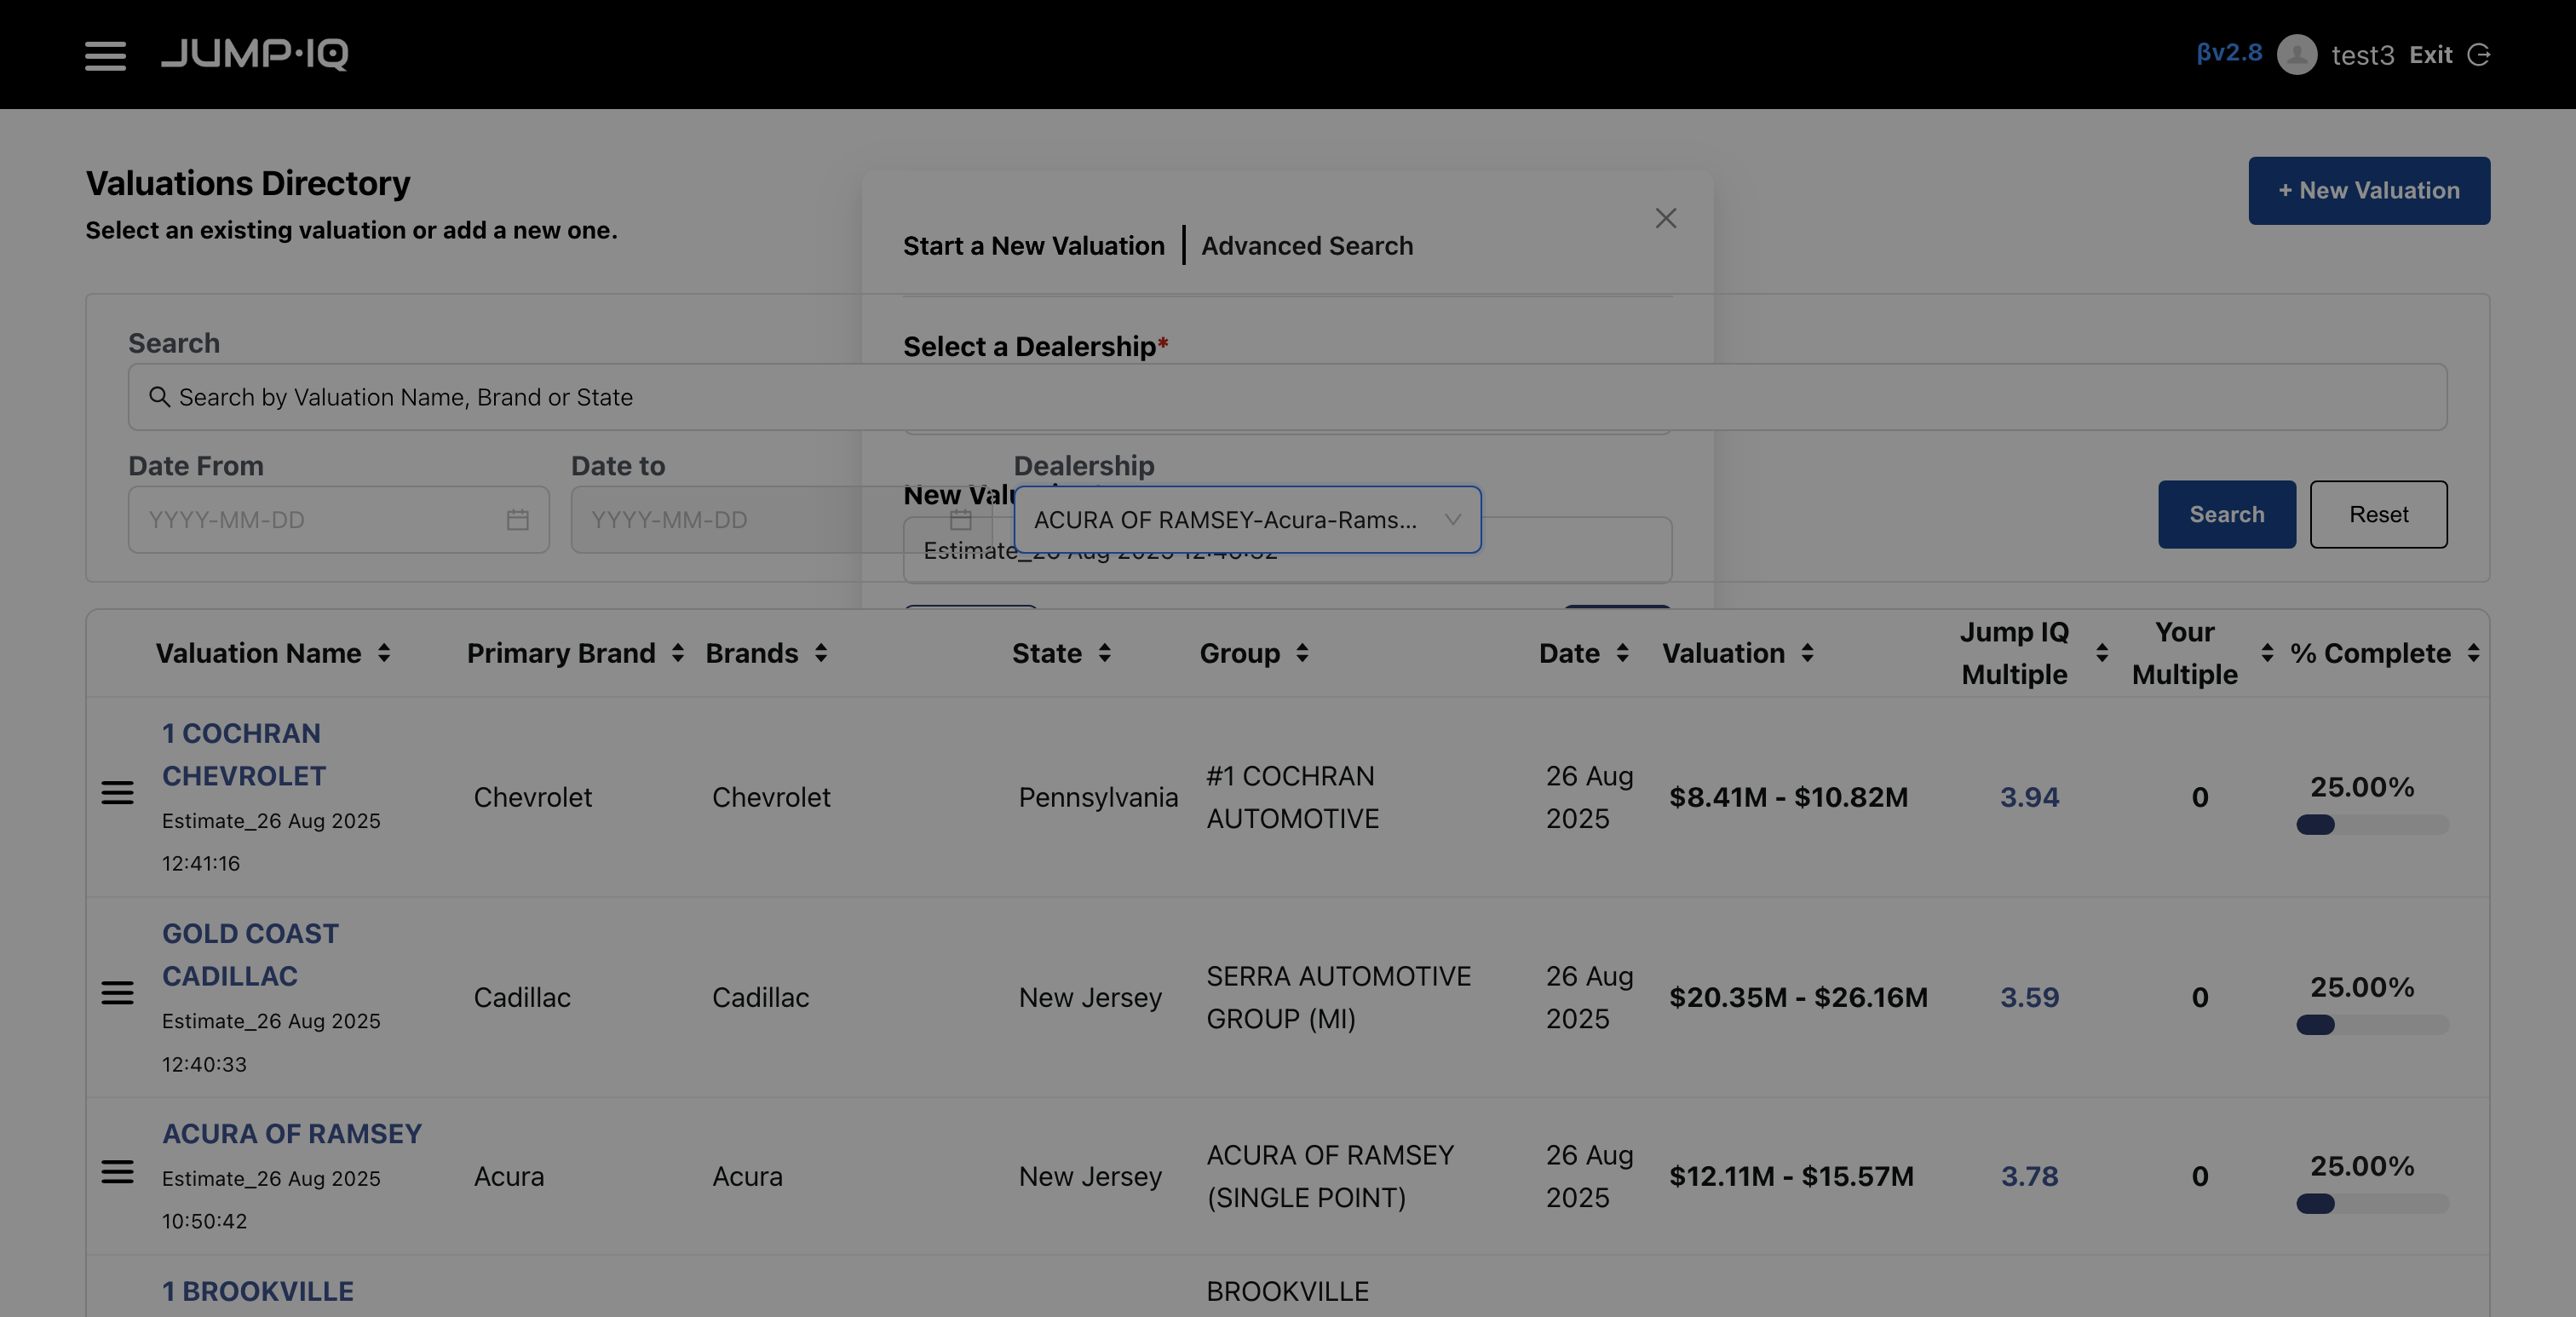 JUMP·IQ
βv2.8 test3 Exit
Valuations Directory
Select an existing valuation or add a new one.
+ New Valuation
Start a New Valuation | Advanced Search
Select a Dealership*
Search
Search by Valuation Name, Brand or State
Date From
Date to
Dealership
YYYY-MM-DD
YYYY-MM-DD
ACURA OF RAMSEY-Acura-Rams...
Search
Reset
New
Estimate_26 Aug 2025
Valuation Name Primary Brand Brands State Group Date Valuation Jump IQ Multiple Your Multiple % Complete
1 COCHRAN
CHEVROLET
Estimate_26 Aug 2025
12:41:16
Chevrolet
Chevrolet
Pennsylvania
#1 COCHRAN
AUTOMOTIVE
26 Aug
2025
$8.41M - $10.82M
3.94
0
25.00%
GOLD COAST
CADILLAC
Estimate_26 Aug 2025
12:40:33
Cadillac
Cadillac
New Jersey
SERRA AUTOMOTIVE
GROUP (MI)
26 Aug
2025
$20.35M - $26.16M
3.59
0
25.00%
ACURA OF RAMSEY
Estimate_26 Aug 2025
10:50:42
Acura
Acura
New Jersey
ACURA OF RAMSEY
(SINGLE POINT)
26 Aug
2025
$12.11M - $15.57M
3.78
0
25.00%
1 BROOKVILLE
BROOKVILLE